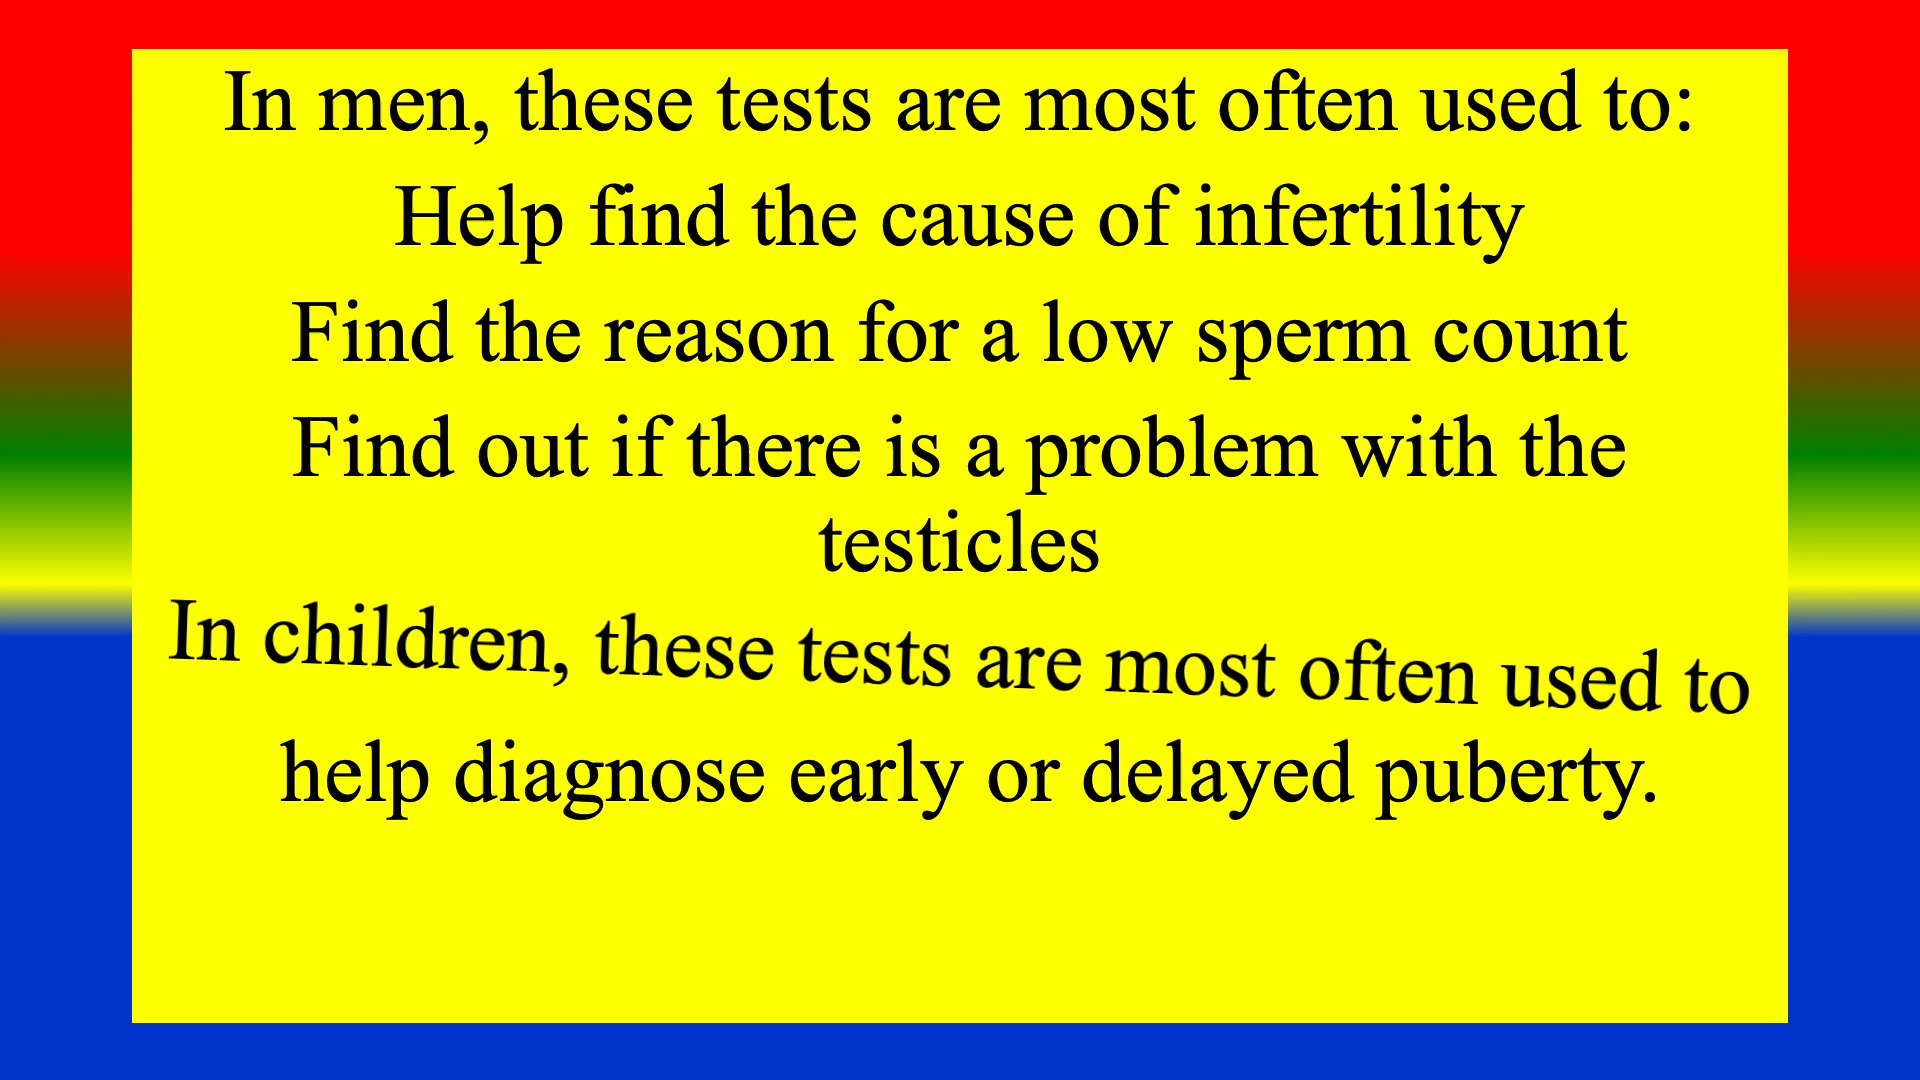 In men, these tests are most often used to:
Help find the cause of infertility
Find the reason for a low sperm count
Find out if there is a problem with the
testicles
In children, these tests are most often used to
help diagnose early or delayed puberty.